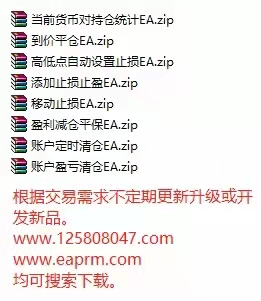 当前货币对持仓统计EA.zip
到价平仓EA.zip
高低点自动设置止损EA.zip
添加止损止盈EA.zip
移动止损EA.zip
盈利减仓平保EA.zip
账户定时清仓EA.zip
账户盈亏清仓EA.zip
根据交易需求不定期更新升级或开
发新品。
www.125808047.com
www.eaprm.com
均可搜索下载。